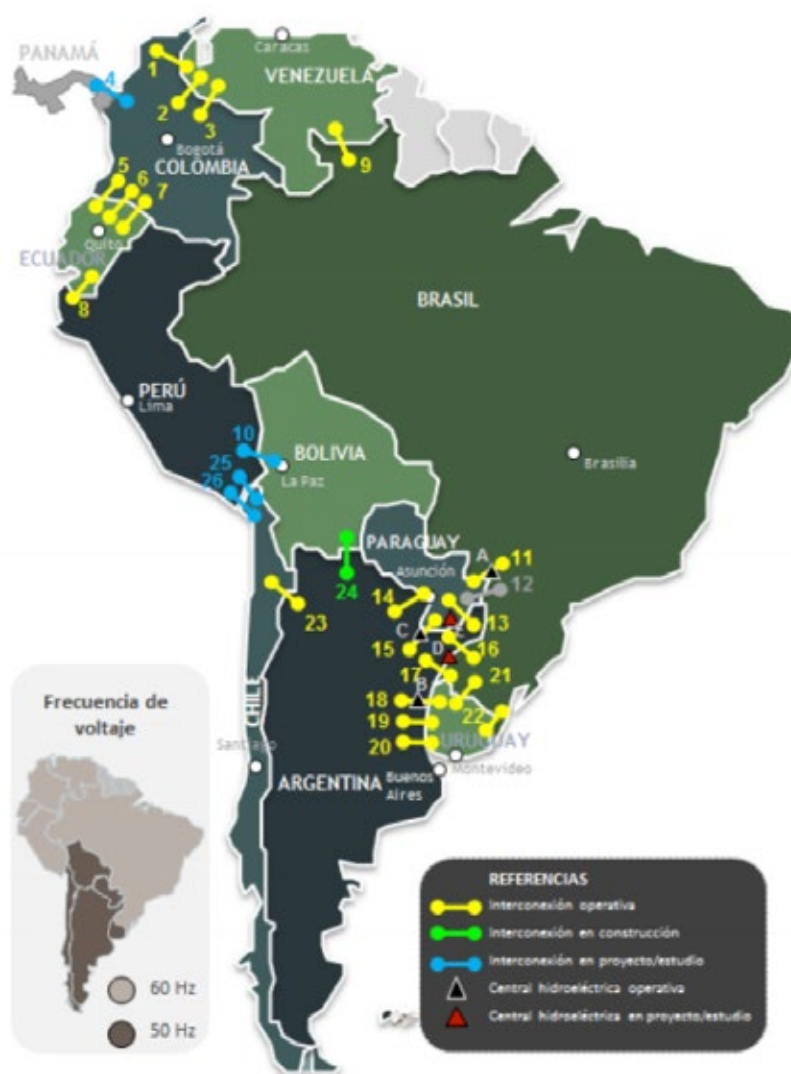 Caracas
PANAMÁ
1
VENEZUELA
4
2
3
Bogotá
COLOMBIA
9
5
6
7
Quito
ECUADOR
BRASIL
8
PERÚ
Lima
10
BOLIVIA
25
La Paz
Brasilia
26
PARAGUAY
A
11
Asunción
12
24
14
23
C
E
13
15
D
16
17
21
B
18
22
19
CHILE
URUGUAY
20
Santiago
Montevideo
ARGENTINA
Buenos
Aires
Frecuencia de
voltaje
60 Hz
50 Hz
REFERENCIAS
Interconexión operativa
Interconexión en construcción
Interconexión en proyecto/estudio
Central hidroeléctrica operativa
Central hidroeléctrica en proyecto/estudio